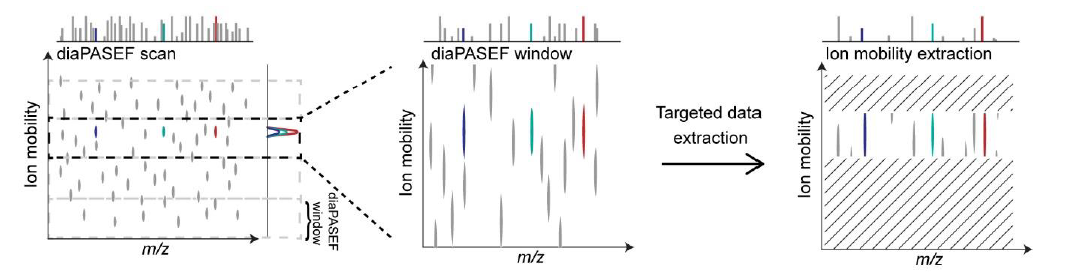 diaPASEF scan
Ion mobility
m/z
diaPASEF
window
diaPASEF window
Ion mobility
m/z
Targeted data
extraction
Ion mobility extraction
Ion mobility
m/z